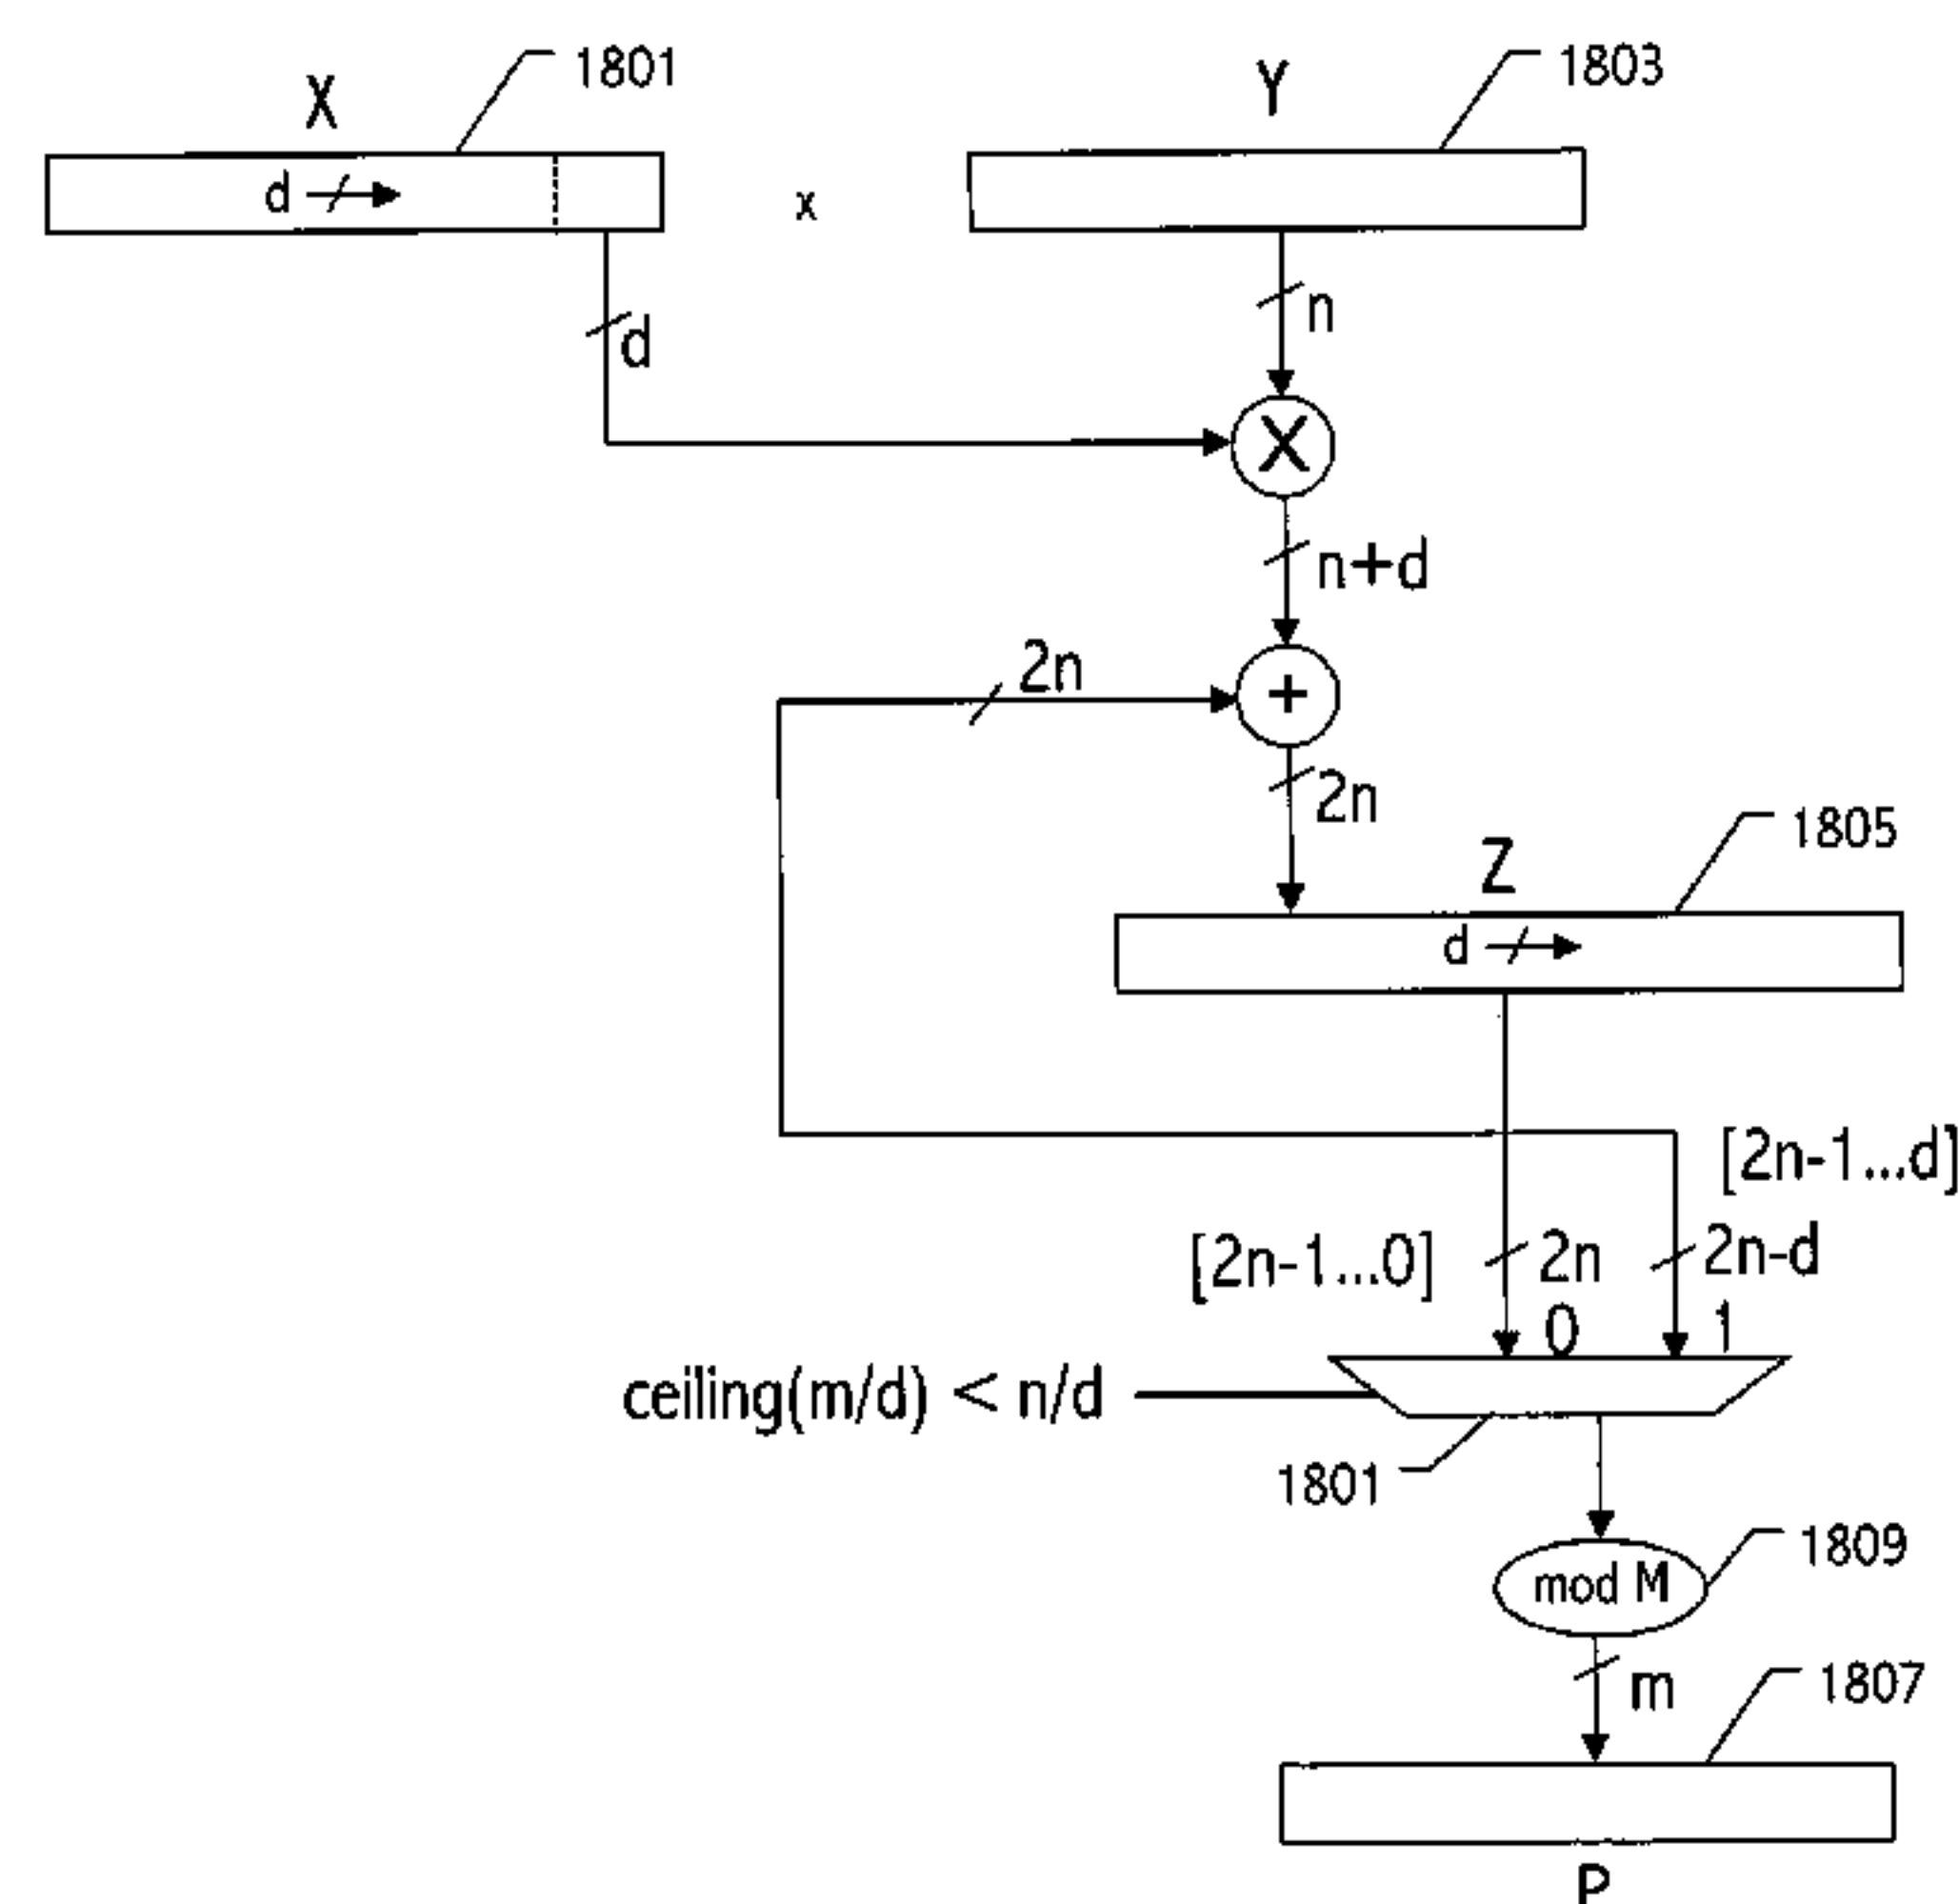 1801
1803
X
Y
d
x
n
d
X
n+d
2n
+
2n
1805
Z
d
[2n-1...d]
[2n-1...0]
2n
2n-d
0
1
ceiling(m/d) < n/d
1801
1809
mod M
1807
m
P